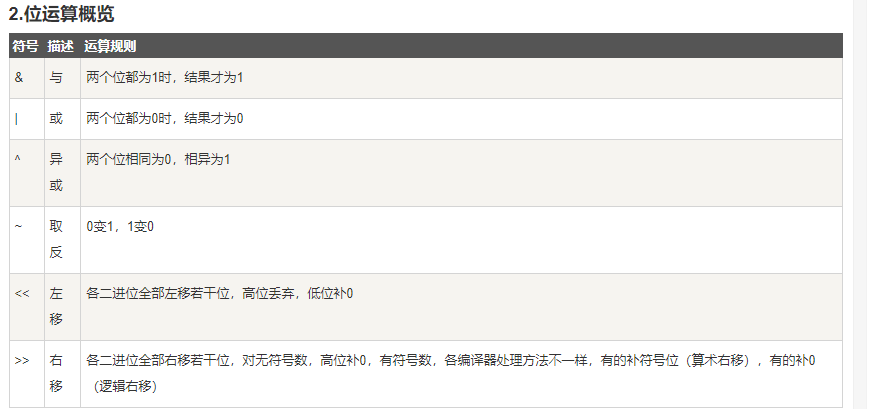 2.位运算概览
符号 描述 运算规则
& 与 两个位都为1时，结果才为1
| 或 两个位都为0时，结果才为0
^ 异或 两个位相同为0，相异为1
~ 取反 0变1，1变0
<< 左移 各二进位全部左移若干位，高位丢弃，低位补0
>> 右移 各二进位全部右移若干位，对无符号数，高位补0，有符号数，各编译器处理方法不一样，有的补符号位（算术右移），有的补0
（逻辑右移）